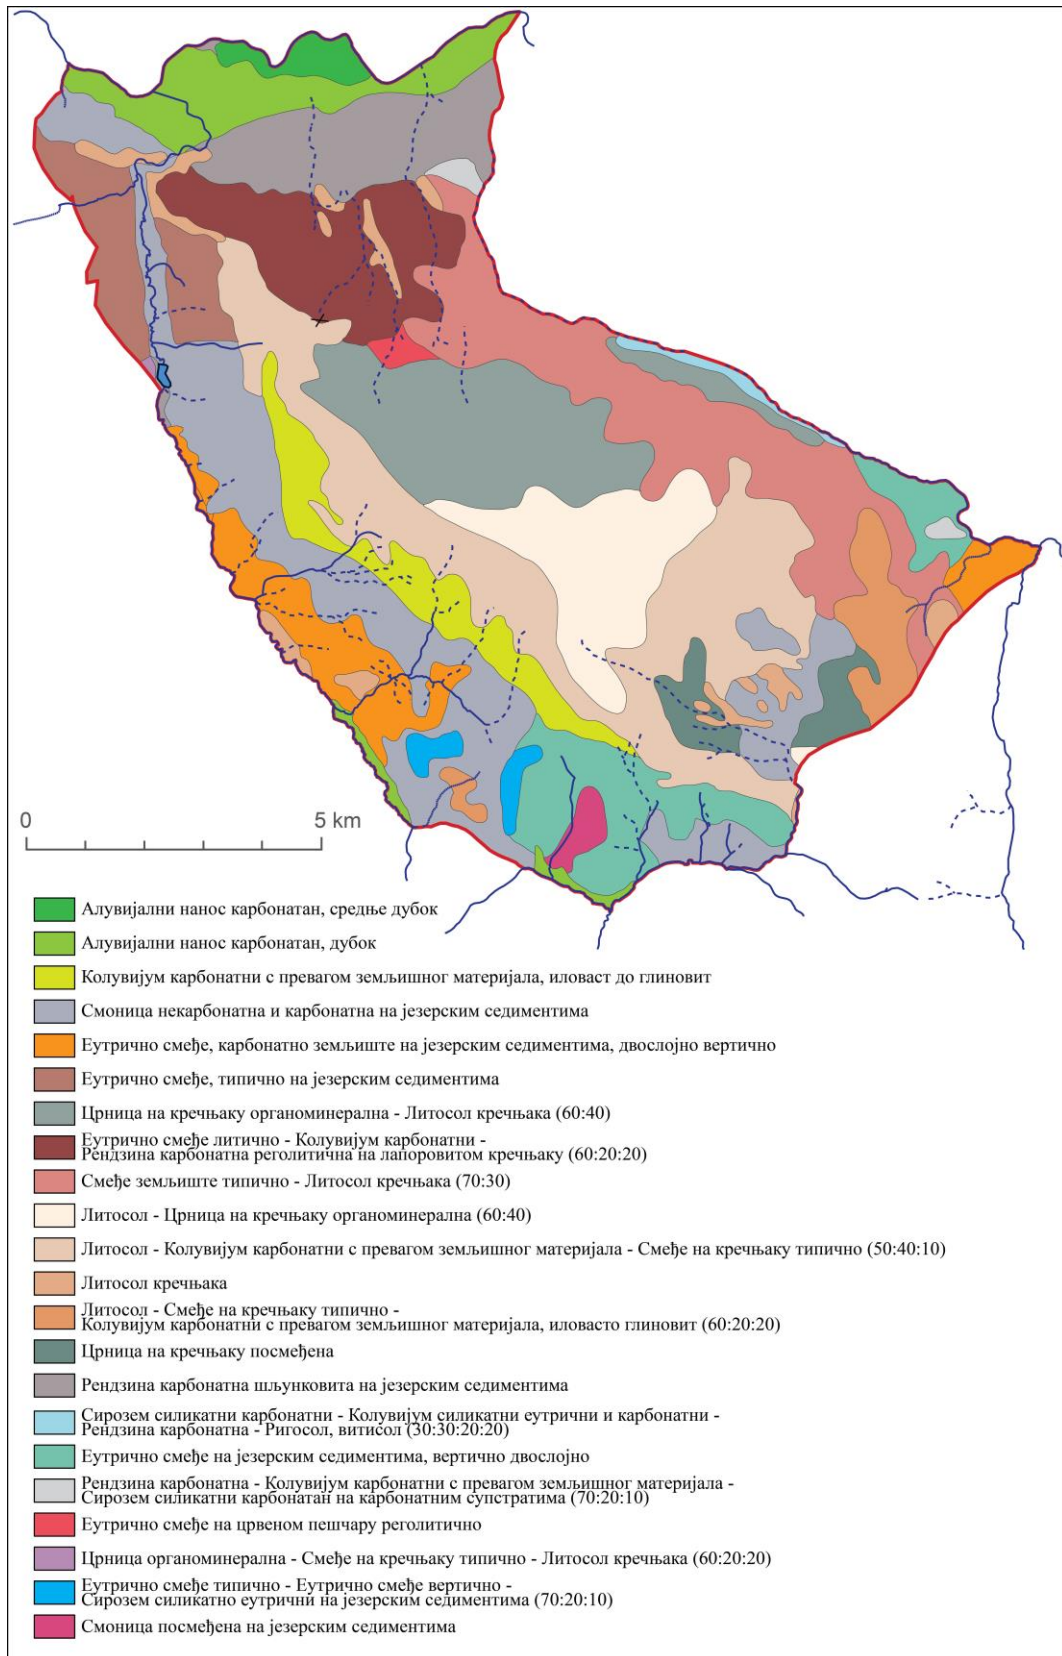 0 5 km
Алувијални нанос карбонатан, средње дубок
Алувијални нанос карбонатан, дубок
Колувијум карбонатни с превагом земљишног материјала, иловаст до глиновит
Смоница некарбонатна и карбонатна на језерским седиментима
Еутрично смеђе, карбонатно земљиште на језерским седиментима, двослојно вертично
Еутрично смеђе, типично на језерским седиментима
Црница на кречњаку органоминерална - Литосол кречњака (60:40)
Еутрично смеђе литично - Колувијум карбонатни -
Рендзина карбонатна реголитична на лапоровитом кречњаку (60:20:20)
Смеђе земљиште типично - Литосол кречњака (70:30)
Литосол - Црница на кречњаку органоминерална (60:40)
Литосол - Колувијум карбонатни с превагом земљишног материјала - Смеђе на кречњаку типично (50:40:10)
Литосол кречњака
Литосол - Смеђе на кречњаку типично -
Колувијум карбонатни с превагом земљишног материјала, иловасто глиновит (60:20:20)
Црница на кречњаку посмеђена
Рендзина карбонатна шљунковита на језерским седиментима
Сирозем силикатни карбонатни - Колувијум силикатни еутрични и карбонатни -
Рендзина карбонатна - Ригосол, витисол (30:30:20:20)
Еутрично смеђе на језерским седиментима, вертично двослојно
Рендзина карбонатна - Колувијум карбонатни с превагом земљишног материјала -
Сирозем силикатни карбонатан на карбонатним супстратима (70:20:10)
Еутрично смеђе на црвеном пешчару реголитично
Црница органоминерална - Смеђе на кречњаку типично - Литосол кречњака (60:20:20)
Еутрично смеђе типично - Еутрично смеђе вертично -
Сирозем силикатно еутрични на језерским седиментима (70:20:10)
Смоница посмеђена на језерским седиментима